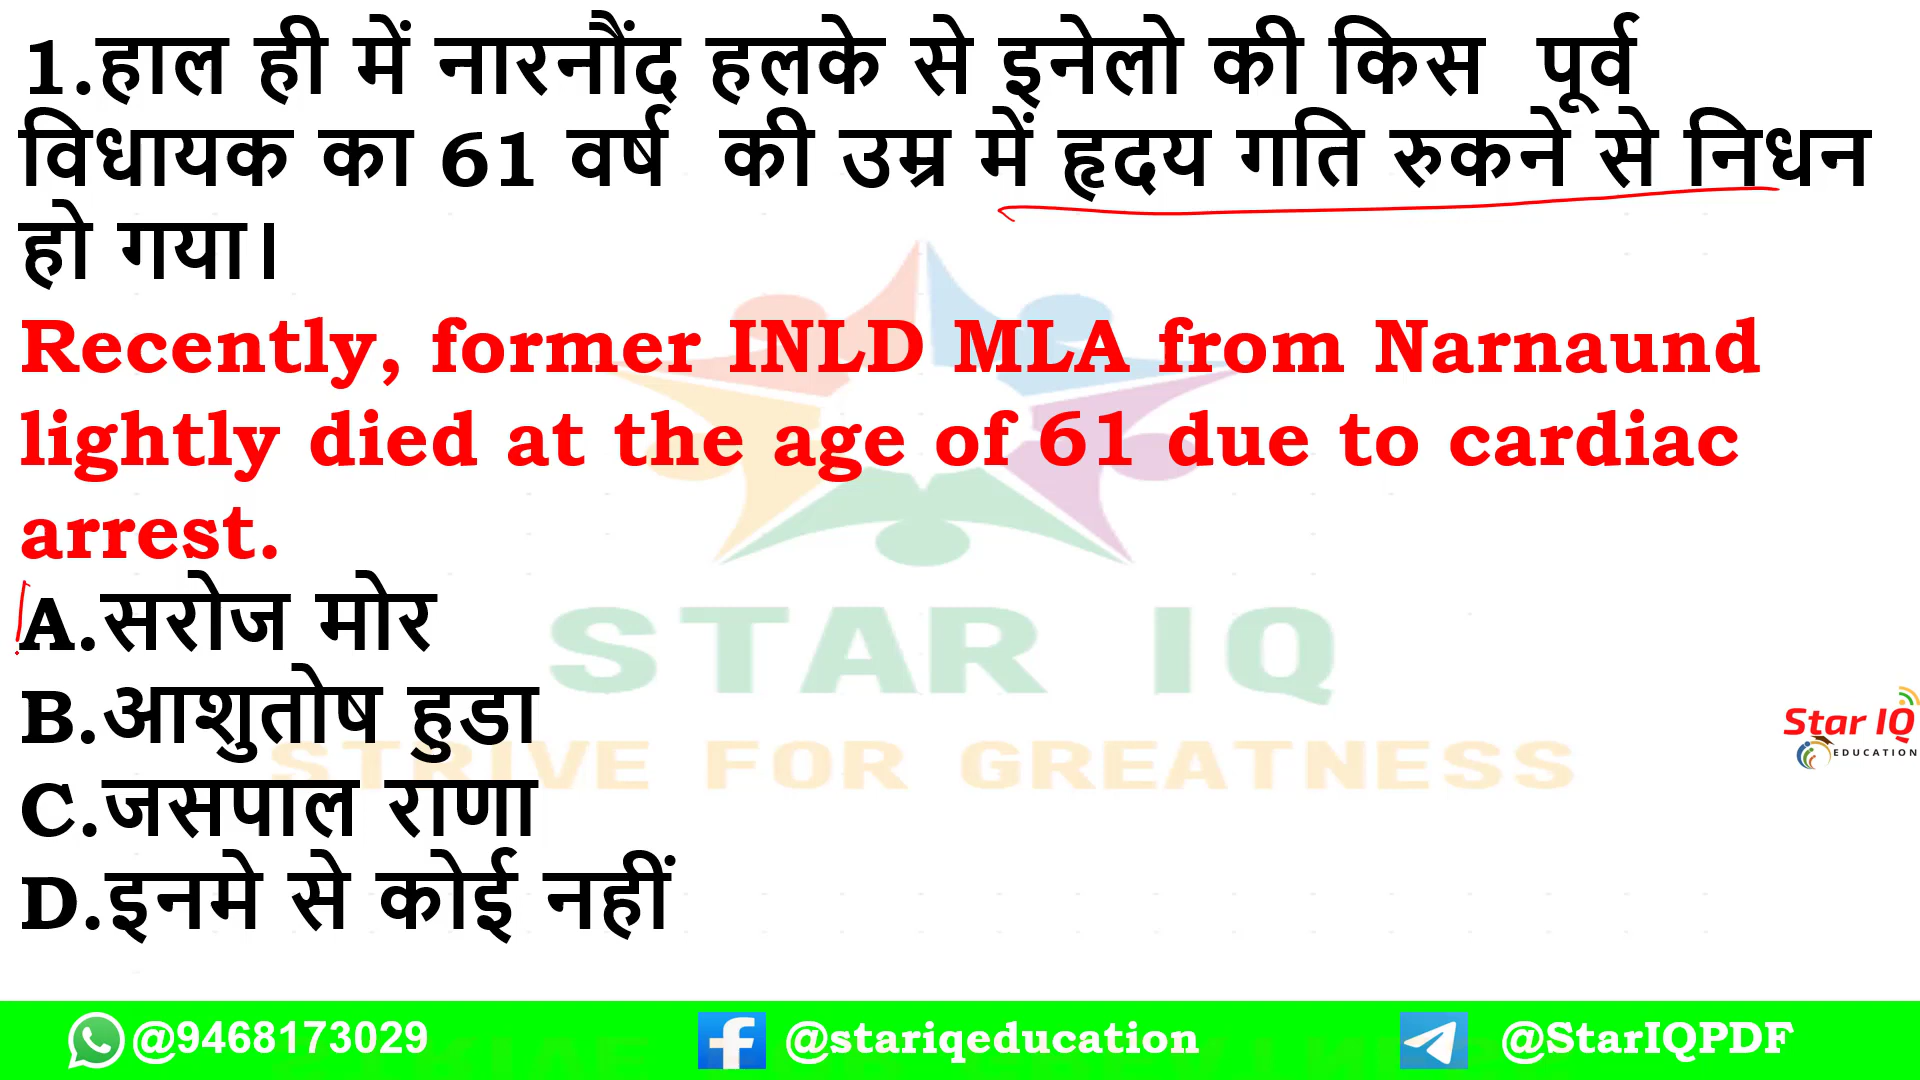 1.हाल ही में नारनौंद हलके से इनेलो की किस पूर्व
विधायक का 61 वर्ष की उम्र में हृदय गति रुकने से निधन
हो गया।
Recently, former INLD MLA from Narnaund
lightly died at the age of 61 due to cardiac
arrest.
A.सरोज मोर
B.आशुतोष हुडा
C.जसपाल राणा
D.इनमे से कोई नहीं
STAR IQ
STRIVE FOR GREATNESS
Star IQ
EDUCATION
@9468173029
@stariqeducation
@StarIQPDF